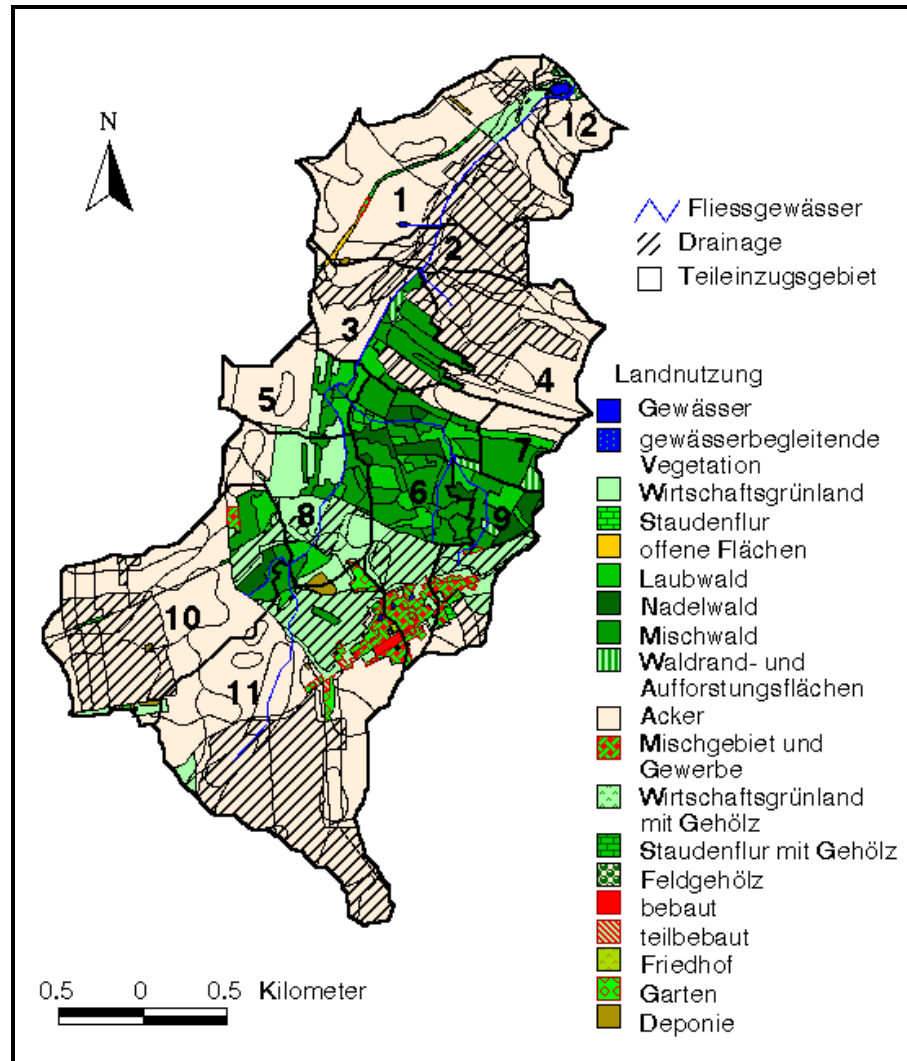 N
12
1
2
3
4
5
7
6
8
9
10
11
Fliessgewässer
Drainage
Teileinzugsgebiet
Landnutzung
Gewässer
gewässerbegleitende
Vegetation
Wirtschaftsgrünland
Staudenflur
offene Flächen
Laubwald
Nadelwald
Mischwald
Waldrand- und
Aufforstungsflächen
Acker
Mischgebiet und
Gewerbe
Wirtschaftsgrünland
mit Gehölz
Staudenflur mit Gehölz
Feldgehölz
bebaut
teilbebaut
Friedhof
Garten
Deponie
0.5 0 0.5 Kilometer